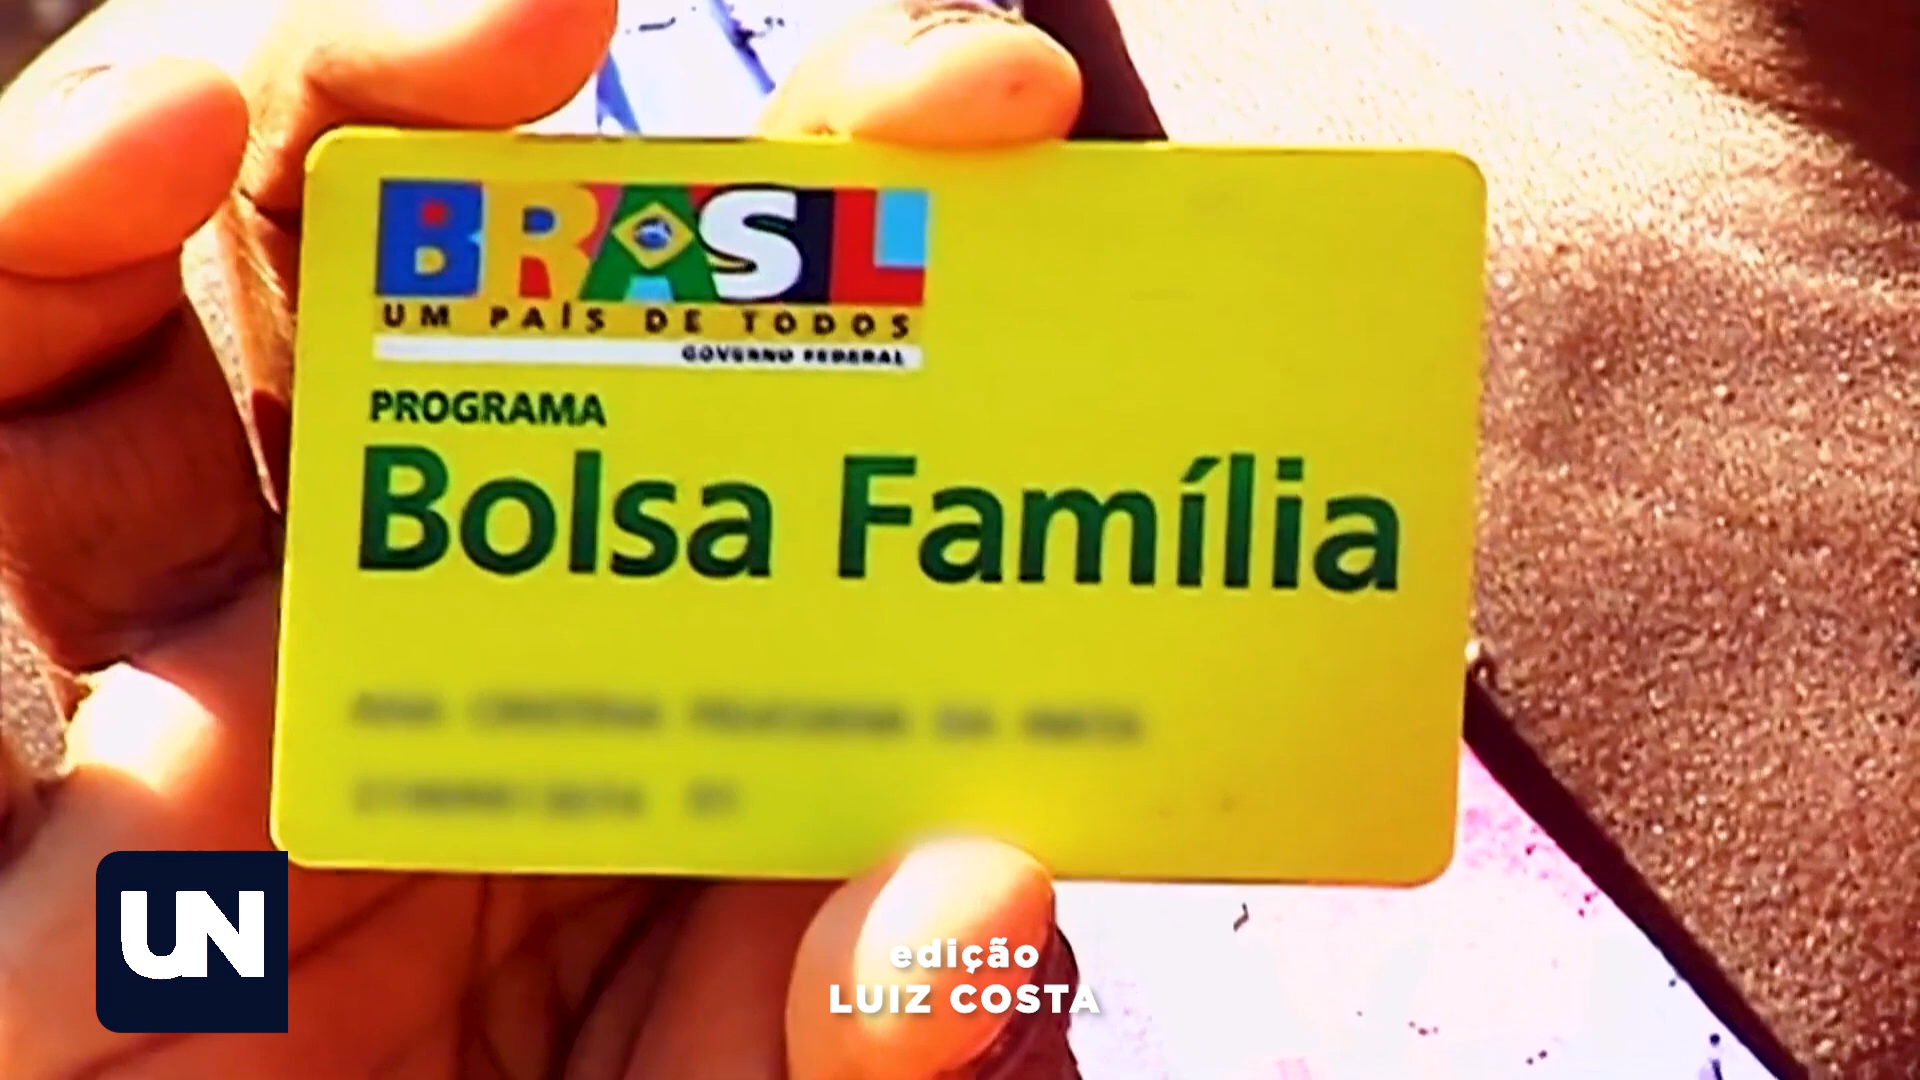 BRASIL
UM PAÍS DE TODOS
GOVERNO FEDERAL
PROGRAMA
Bolsa Família
UN
edição
LUIZ COSTA